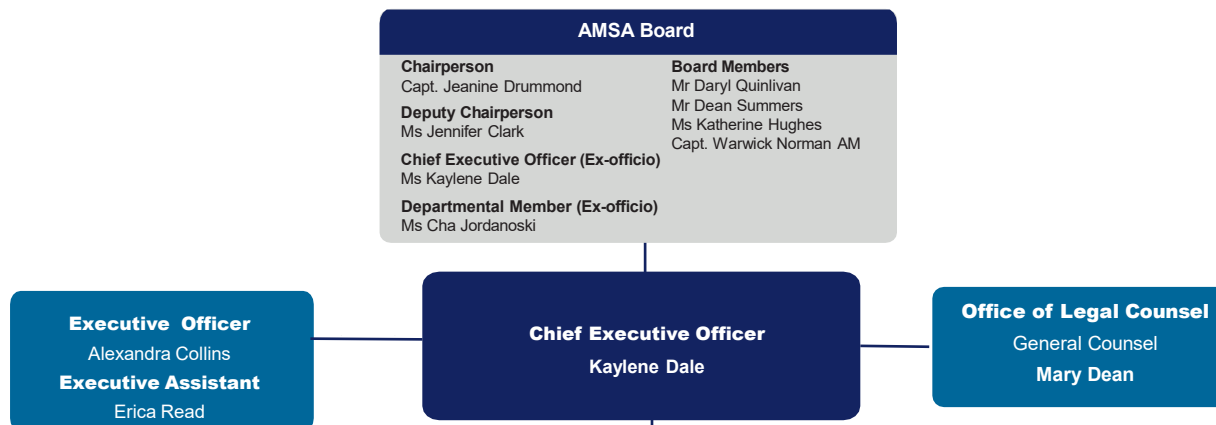 AMSA Board
Chairperson
Capt. Jeanine Drummond
Deputy Chairperson
Ms Jennifer Clark
Chief Executive Officer (Ex-officio)
Ms Kaylene Dale
Departmental Member (Ex-officio)
Ms Cha Jordanoski
Board Members
Mr Daryl Quinlivan
Mr Dean Summers
Ms Katherine Hughes
Capt. Warwick Norman AM
Executive Officer
Alexandra Collins
Executive Assistant
Erica Read
Chief Executive Officer
Kaylene Dale
Office of Legal Counsel
General Counsel
Mary Dean